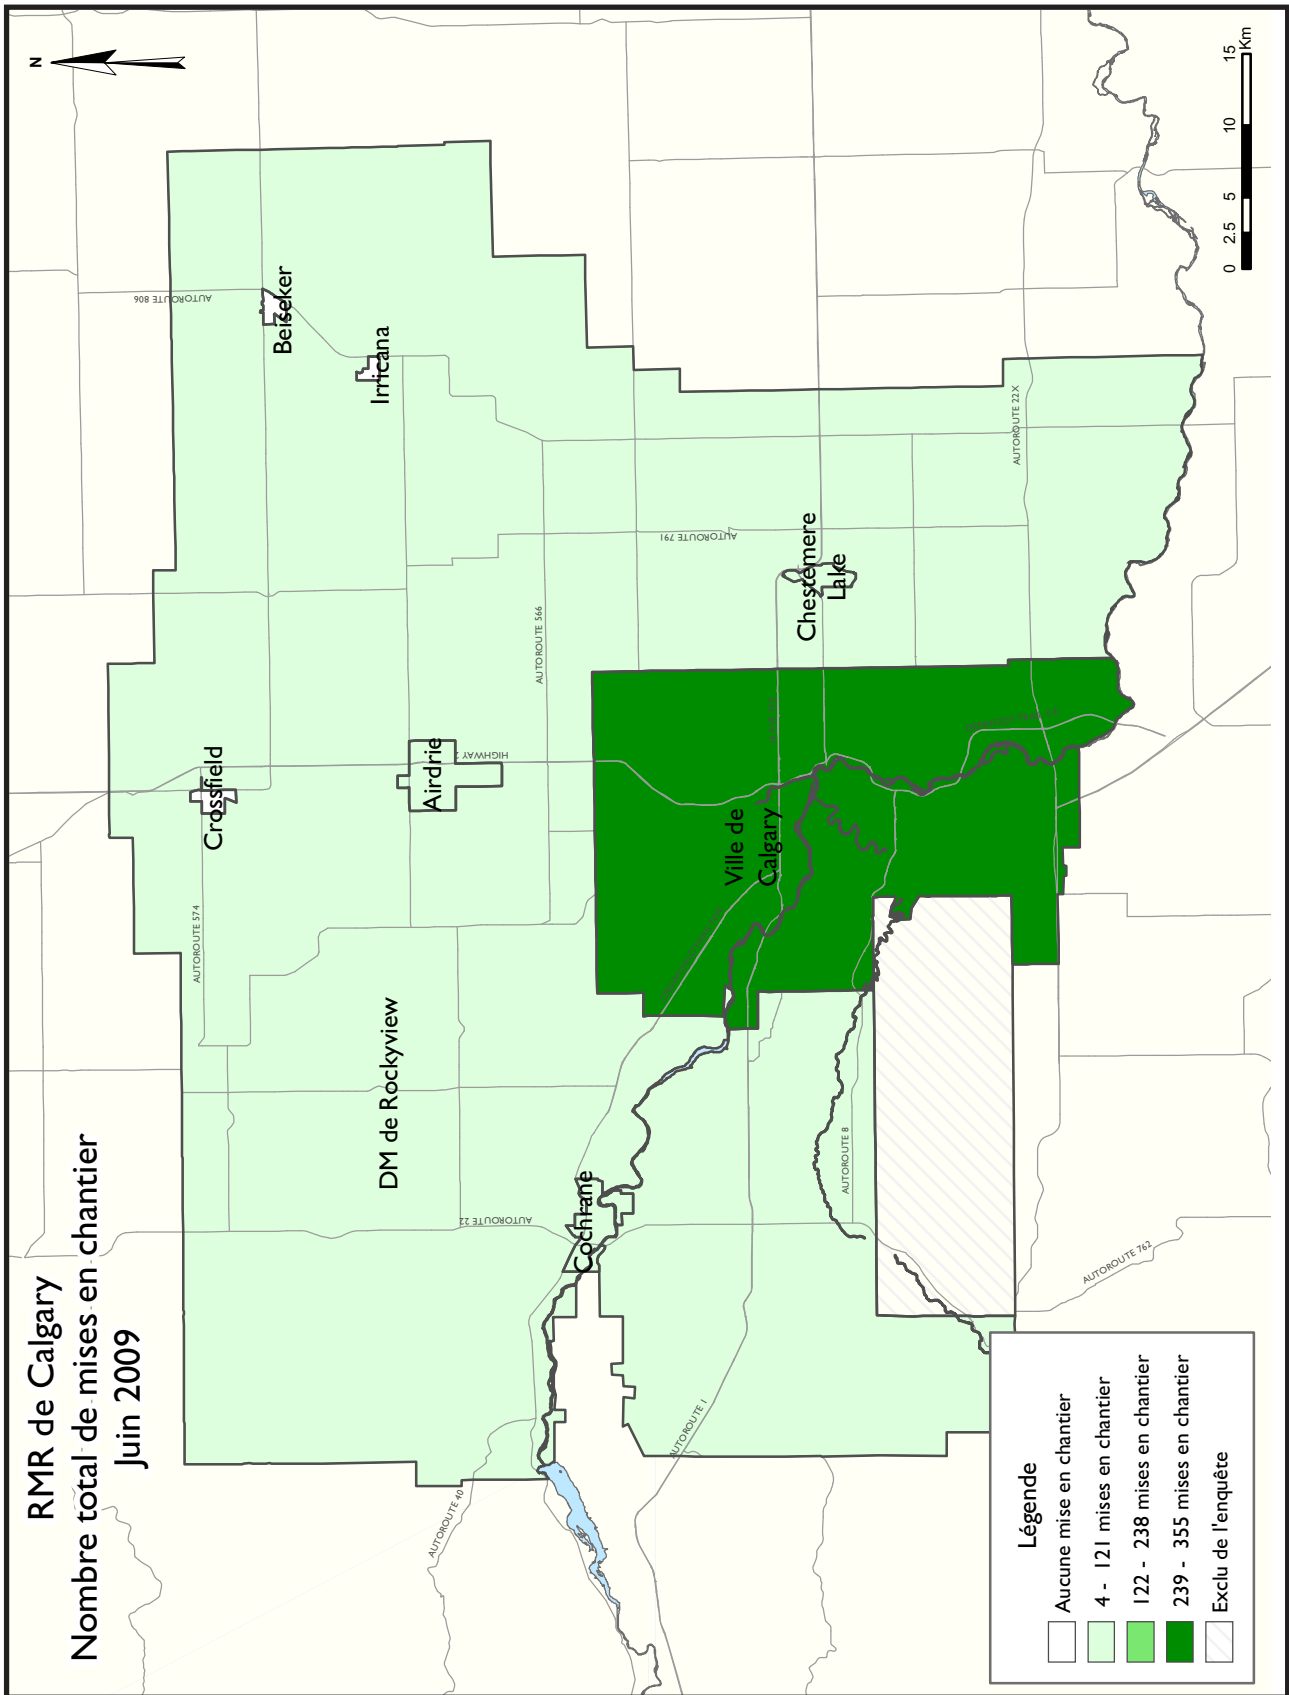 RMR de Calgary
Nombre total de mises en chantier
Juin 2009
N
AUTOROUTE 806
Beiseker
Irricana
Crossfield
AUTOROUTE 574
Airdrie
HIGHWAY 2
AUTOROUTE 566
AUTOROUTE 791
DM de Rockyview
AUTOROUTE 22
Cochrane
AUTOROUTE 40
AUTOROUTE 1
Ville de
Calgary
Chestemere
Lake
AUTOROUTE 22X
AUTOROUTE 8
AUTOROUTE 762
Légende
Aucune mise en chantier
4 - 121 mises en chantier
122 - 238 mises en chantier
239 - 355 mises en chantier
Exclu de l'enquête
0 2.5 5 10 15
Km